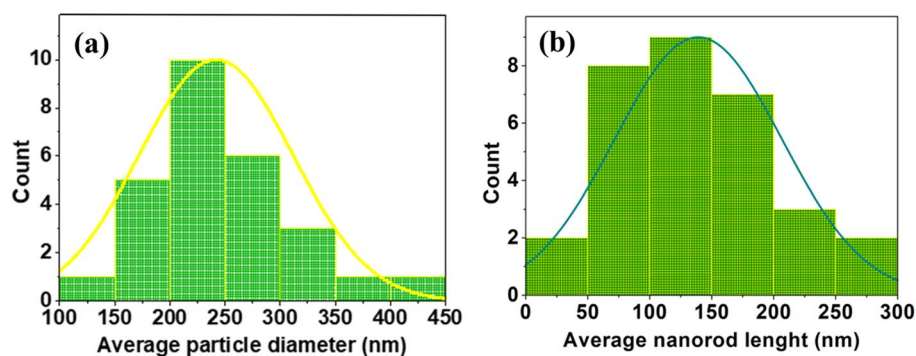 (a)
Count
10
8
6
4
2
0
100 150 200 250 300 350 400 450
Average particle diameter (nm)
(b)
Count
8
6
4
2
0
0 50 100 150 200 250 300
Average nanorod lenght (nm)